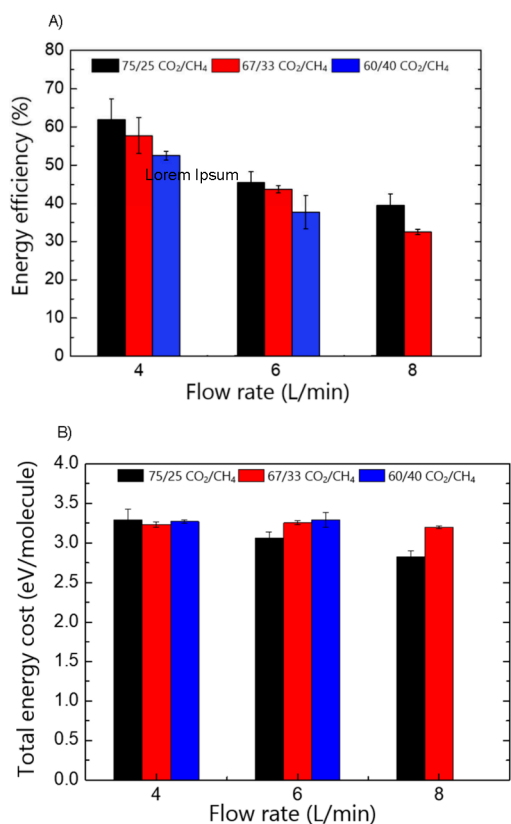 A)
75/25 CO₂/CH₄ 67/33 CO₂/CH₄ 60/40 CO₂/CH₄
Energy efficiency (%)
80
70
60
50
40
30
20
10
0
Lorem Ipsum
4 6 8
Flow rate (L/min)
B)
75/25 CO₂/CH₄ 67/33 CO₂/CH₄ 60/40 CO₂/CH₄
Total energy cost (eV/molecule)
4.0
3.5
3.0
2.5
2.0
1.5
1.0
0.5
0.0
4 6 8
Flow rate (L/min)